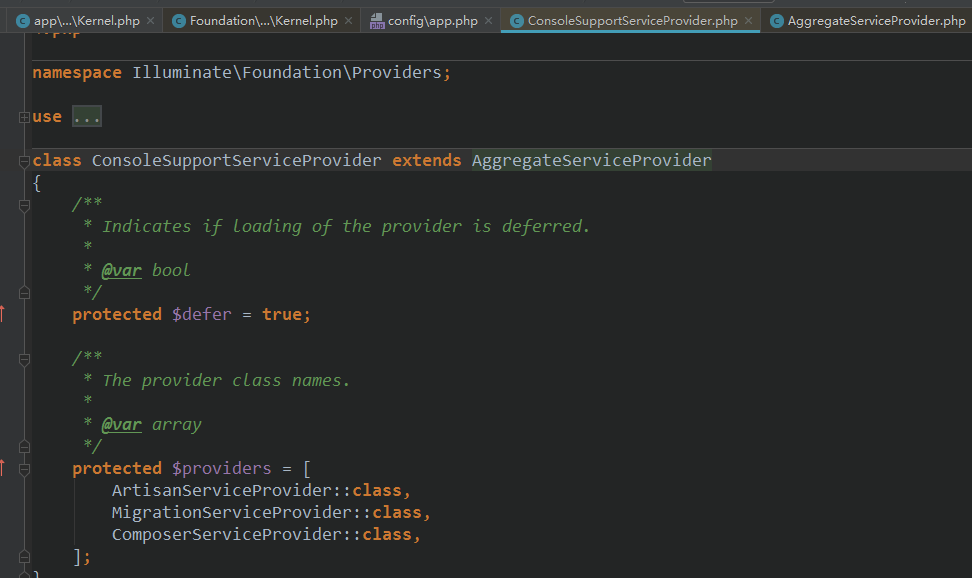 app\...\Kernel.php Foundation\...\Kernel.php config\app.php ConsoleSupportServiceProvider.php AggregateServiceProvider.php
namespace Illuminate\Foundation\Providers;
use ...
class ConsoleSupportServiceProvider extends AggregateServiceProvider
{
/**
* Indicates if loading of the provider is deferred.
*
* @var bool
*/
protected $defer = true;
/**
* The provider class names.
*
* @var array
*/
protected $providers = [
ArtisanServiceProvider::class,
MigrationServiceProvider::class,
ComposerServiceProvider::class,
];
}